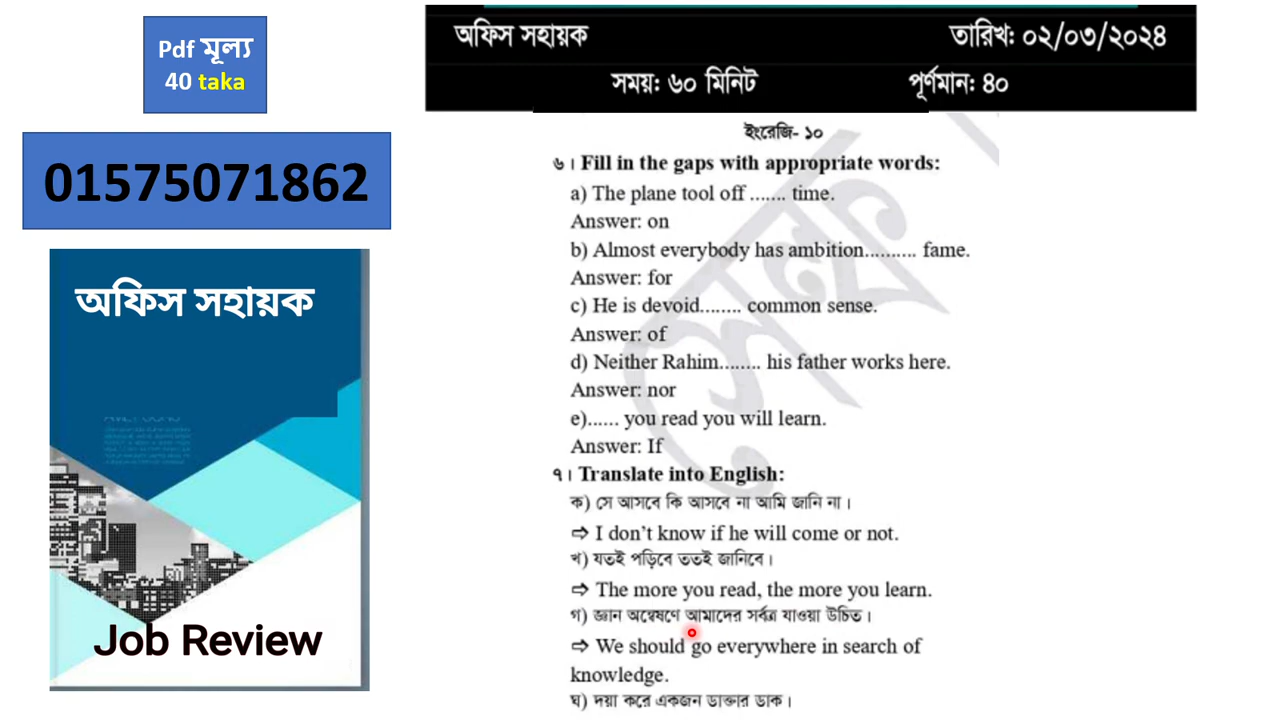 Pdf মূল্য
40 taka
01575071862
অফিস সহায়ক
Job Review
অফিস সহায়ক তারিখ: ০২/০৩/২০২৪
সময়: ৬০ মিনিট পূর্ণমান: ৪০
ইংরেজি- ১০
৬। Fill in the gaps with appropriate words:
a) The plane tool off ....... time.
Answer: on
b) Almost everybody has ambition.......... fame.
Answer: for
c) He is devoid........ common sense.
Answer: of
d) Neither Rahim........ his father works here.
Answer: nor
e)...... you read you will learn.
Answer: If
৭। Translate into English:
ক) সে আসবে কি আসবে না আমি জানি না।
⇨ I don’t know if he will come or not.
খ) যতই পড়িবে ততই জানিবে।
⇨ The more you read, the more you learn.
গ) জ্ঞান অন্বেষণে আমাদের সর্বত্র যাওয়া উচিত।
⇨ We should go everywhere in search of
knowledge.
ঘ) দয়া করে একজন ডাক্তার ডাক।